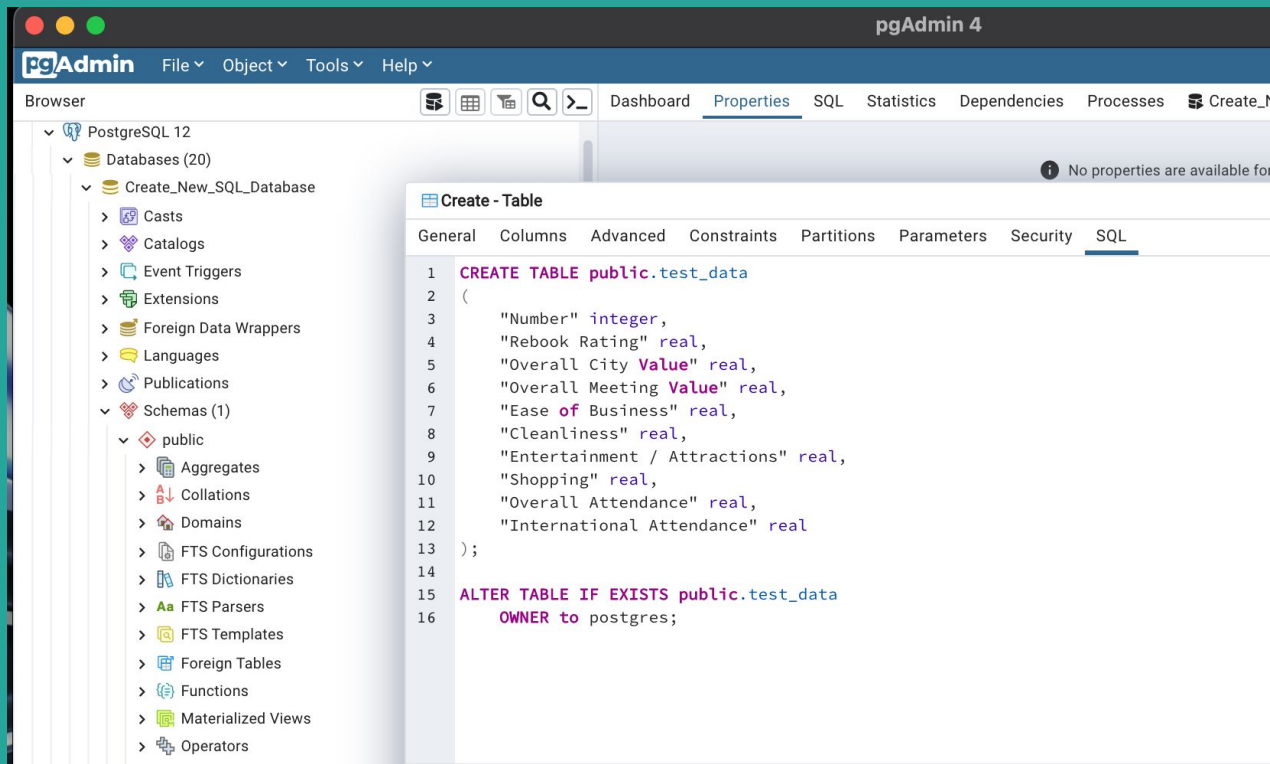 pgAdmin 4
pgAdmin File Object Tools Help
Browser Dashboard Properties SQL Statistics Dependencies Processes
PostgreSQL 12
Databases (20)
No properties are available
Create_New_SQL_Database
Casts
Catalogs
Event Triggers
Extensions
Foreign Data Wrappers
Languages
Publications
Schemas (1)
public
Aggregates
Collations
Domains
FTS Configurations
FTS Dictionaries
Aa FTS Parsers
FTS Templates
Foreign Tables
Functions
Materialized Views
Operators
Create - Table
General Columns Advanced Constraints Partitions Parameters Security SQL
1 CREATE TABLE public.test_data
2 (
3 "Number" integer,
4 "Rebook Rating" real,
5 "Overall City Value" real,
6 "Overall Meeting Value" real,
7 "Ease of Business" real,
8 "Cleanliness" real,
9 "Entertainment / Attractions" real,
10 "Shopping" real,
11 "Overall Attendance" real,
12 "International Attendance" real
13 );
14
15 ALTER TABLE IF EXISTS public.test_data
16 OWNER to postgres;